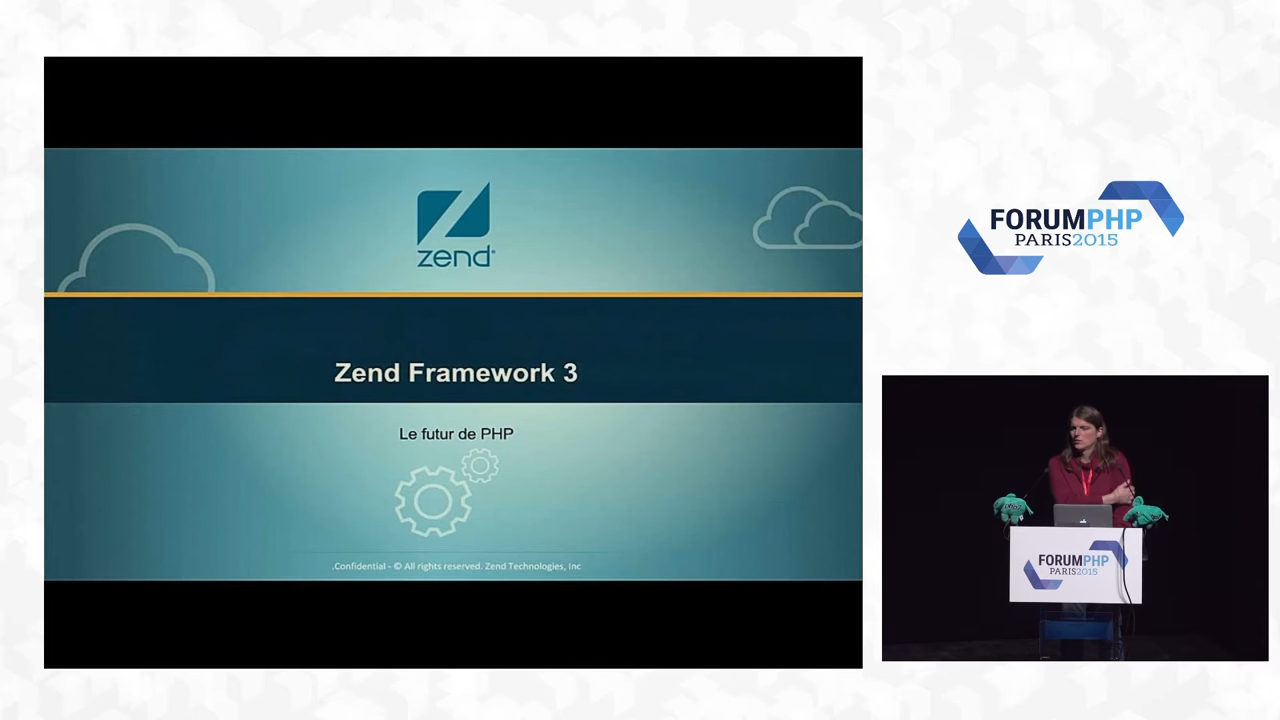 zend
Zend Framework 3
Le futur de PHP
.Confidential - © All rights reserved. Zend Technologies, Inc
FORUMPHP
PARIS2015
FORUMPHP
PARIS2015